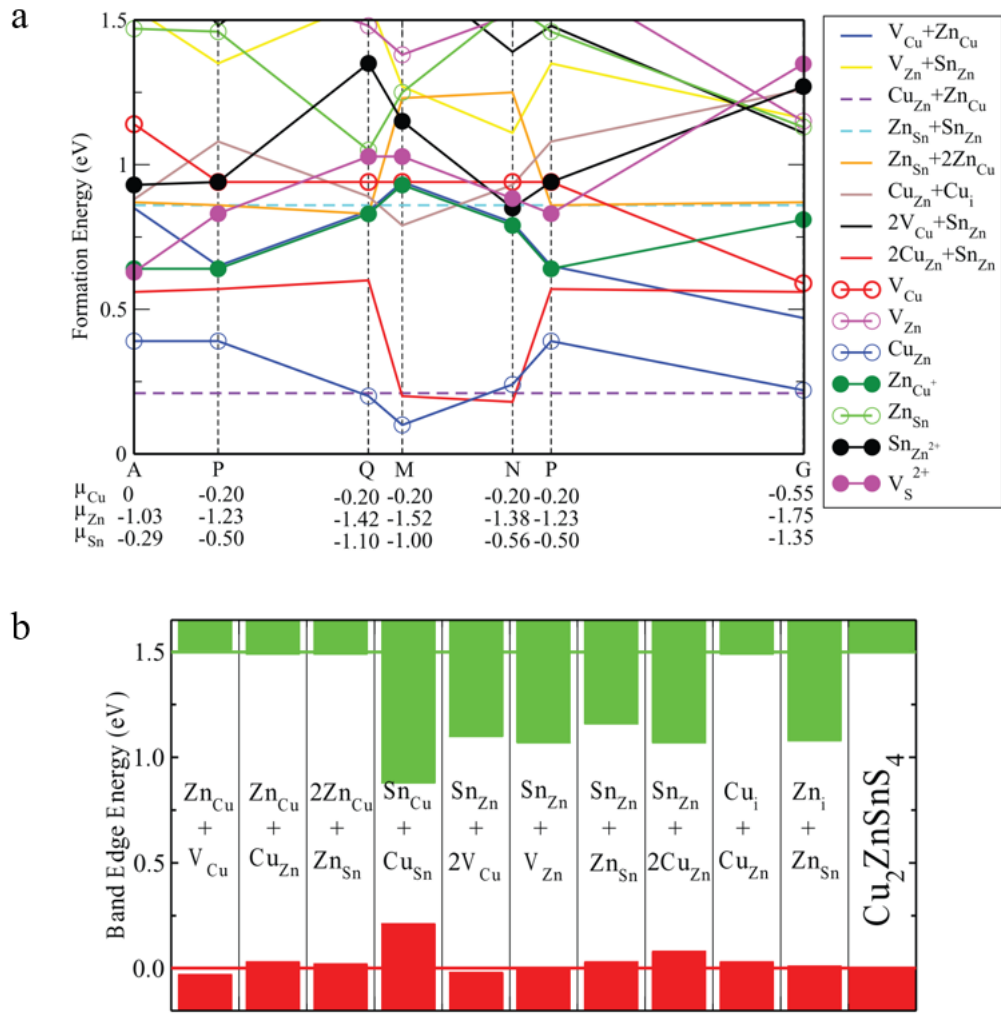 a
Formation Energy (eV)
1.5
1
0.5
0
A P Q M N P G
μCu 0 -0.20 -0.20 -0.20 -0.20 -0.20 -0.55
μZn -1.03 -1.23 -1.42 -1.52 -1.38 -1.23 -1.75
μSn -0.29 -0.50 -1.10 -1.00 -0.56 -0.50 -1.35
VCu+ZnCu
VZn+SnZn
CuZn+ZnCu
ZnSn+SnZn
ZnSn+2ZnCu
CuZn+Cui
2VCu+SnZn
2CuZn+SnZn
VCu
VZn
CuZn
ZnCu+
ZnSn
SnZn2+
VS2+
b
Band Edge Energy (eV)
1.5
1.0
0.5
0.0
ZnCu
+
VCu
ZnCu
+
CuZn
2ZnCu
+
ZnSn
SnCu
+
CuSn
SnZn
+
2VCu
SnZn
+
VZn
SnZn
+
ZnSn
SnZn
+
2CuZn
Cui
+
CuZn
Zni
+
ZnSn
Cu2ZnSnS4